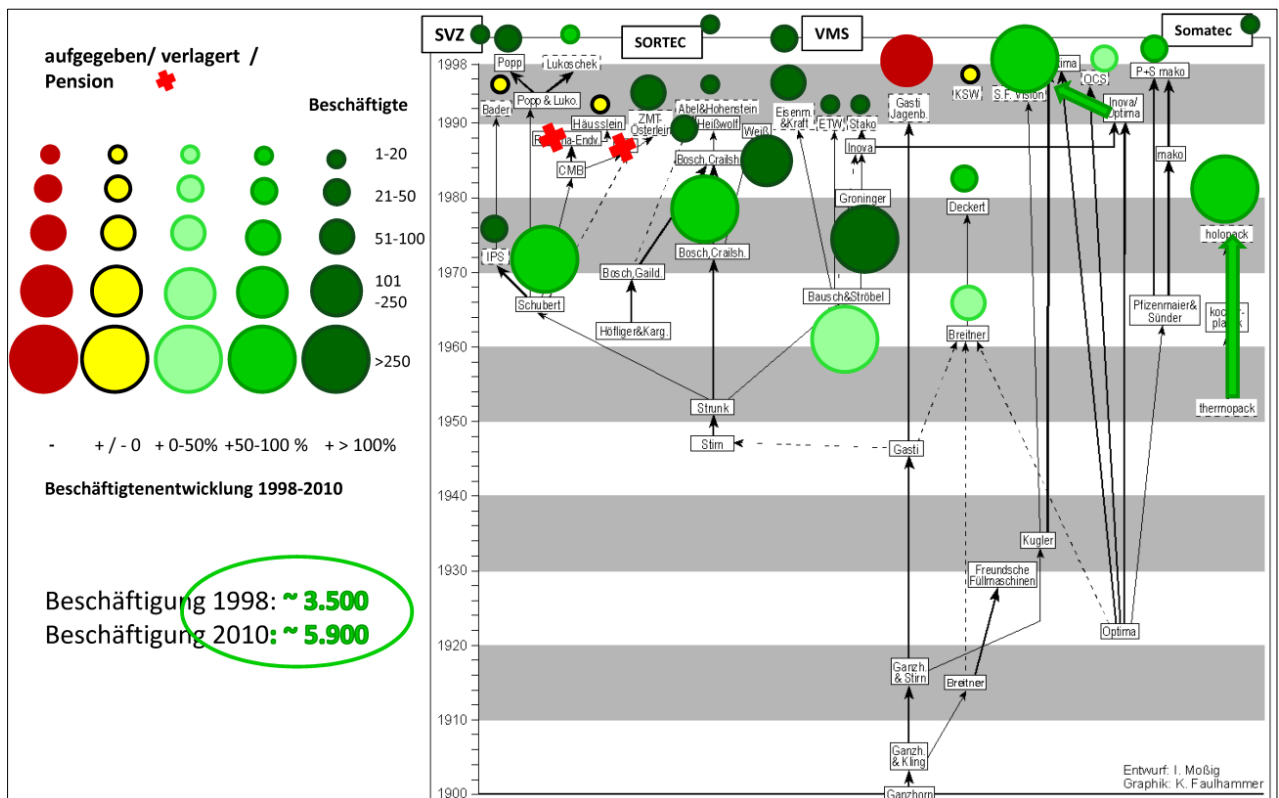 aufgegeben/ verlagert /
Pension
Beschäftigte
1-20
21-50
51-100
101
-250
>250
- + / - 0 + 0-50% +50-100 % + > 100%
Beschäftigtenentwicklung 1998-2010
Beschäftigung 1998: ~ 3.500
Beschäftigung 2010: ~ 5.900
SVZ
SORTEC
VMS
Somatec
1998
1990
1980
1970
1960
1950
1940
1930
1920
1910
1900
Popp
Lukoschek
Bader
Popp & Luko.
Häusslein
CMB
ZMT-
Österlein
Abel&Hohenstein
Heißwolf
Bosch, Crailsh.
Weiß
Eisenm.
&Kraft
ETW
Stako
Inova
Gasti
Jagenb.
KSW
S.F. Vision
OCS
P+S mako
Inova/
Optima
mako
IPS
Schubert
Bosch, Gaild.
Höfliger&Karg.
Bosch, Crailsh.
Groninger
Bausch&Ströbel
Deckert
Breitner
holopack
Pfizenmaier&
Sünder
thermopack
Strunk
Stirn
Gasti
Kugler
Freundsche
Füllmaschinen
Optima
Ganzh.
& Stirn
Breitner
Ganzh.
& Kling
Ganzhorn
Entwurf: I. Moßig
Graphik: K. Faulhammer